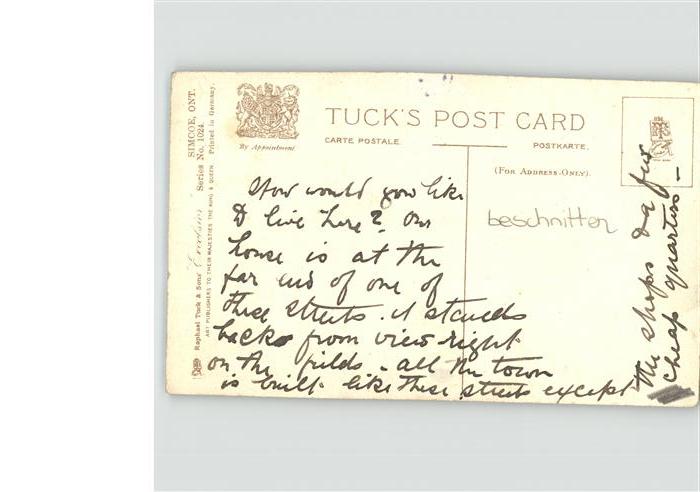 SIMCOE, ONT.
Series No. 1024. Printed in Germany.
Raphael Tuck & Sons'
ART PUBLISHERS TO THEIR MAJESTIES THE KING & QUEEN
By Appointment
TUCK'S POST CARD
CARTE POSTALE.
POSTKARTE.
(FOR ADDRESS ONLY).
beschnitten
How would you like
to live here? Our
house is at the
far end of one of
these streets. it stands
back from view right
on the fields - all the town
is built like these streets except
the shops & a few
cheap quarters -